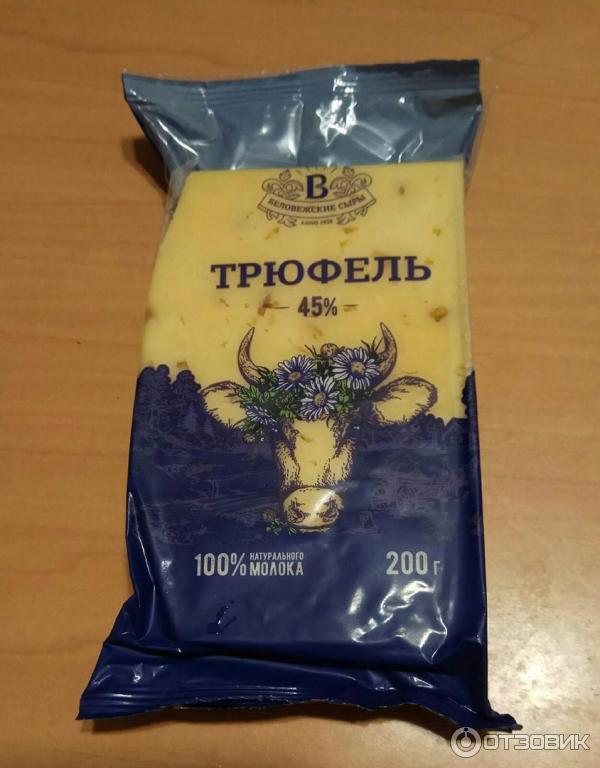 В
БЕЛОВЕЖСКИЕ СЫРЫ
ТРЮФЕЛЬ
45%
100% НАТУРАЛЬНОГО МОЛОКА
200 г
ОТЗОВИК